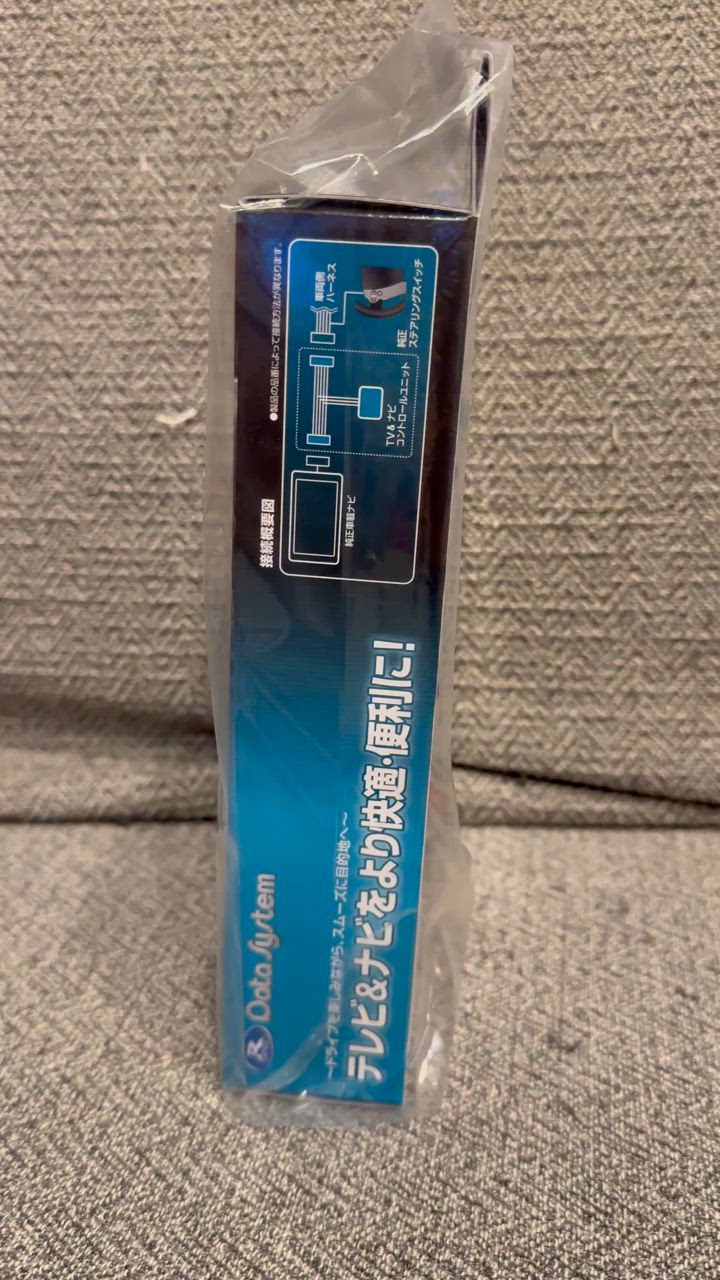 R Data System
〜ドライブを楽しみながら、スムーズに目的地へ〜
テレビ&ナビをより快適・便利に!
接続概要図
●製品の品番によって接続方法が異なります。
純正車載ナビ
TV&ナビ
コントロールユニット
車両側
ハーネス
純正
ステアリングスイッチ